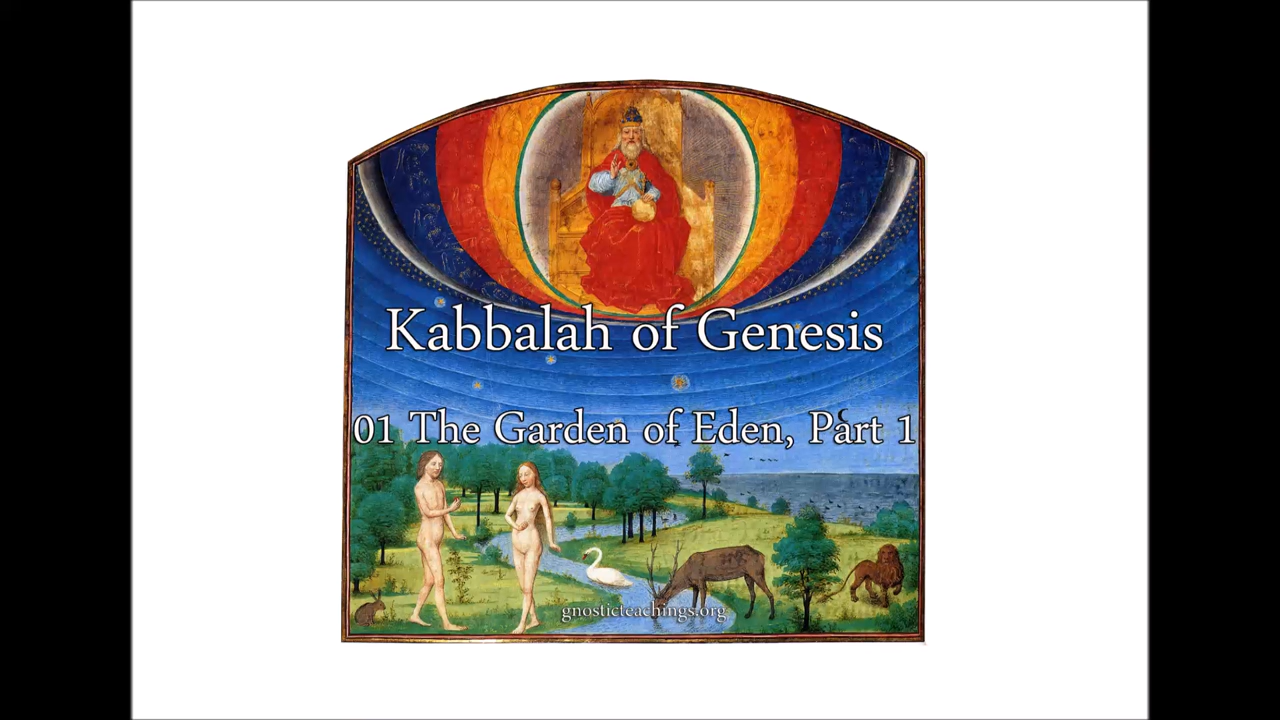 Kabbalah of Genesis
01 The Garden of Eden, Part 1
gnosticteachings.org